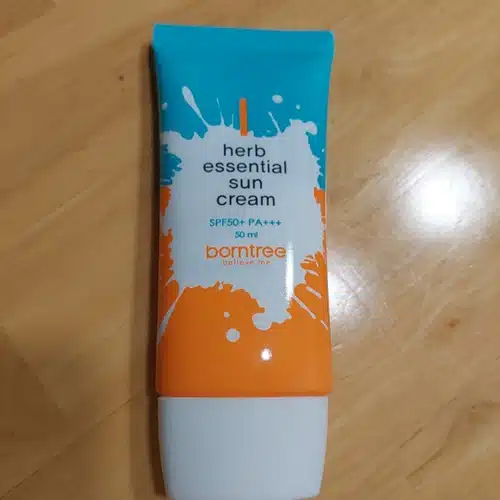 herb
essential
sun
cream
SPF50+ PA+++
50 ml
borntree
believe me